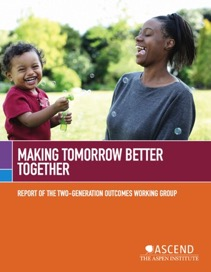 MAKING TOMORROW BETTER
TOGETHER
REPORT OF THE TWO-GENERATION OUTCOMES WORKING GROUP
ASCEND
THE ASPEN INSTITUTE